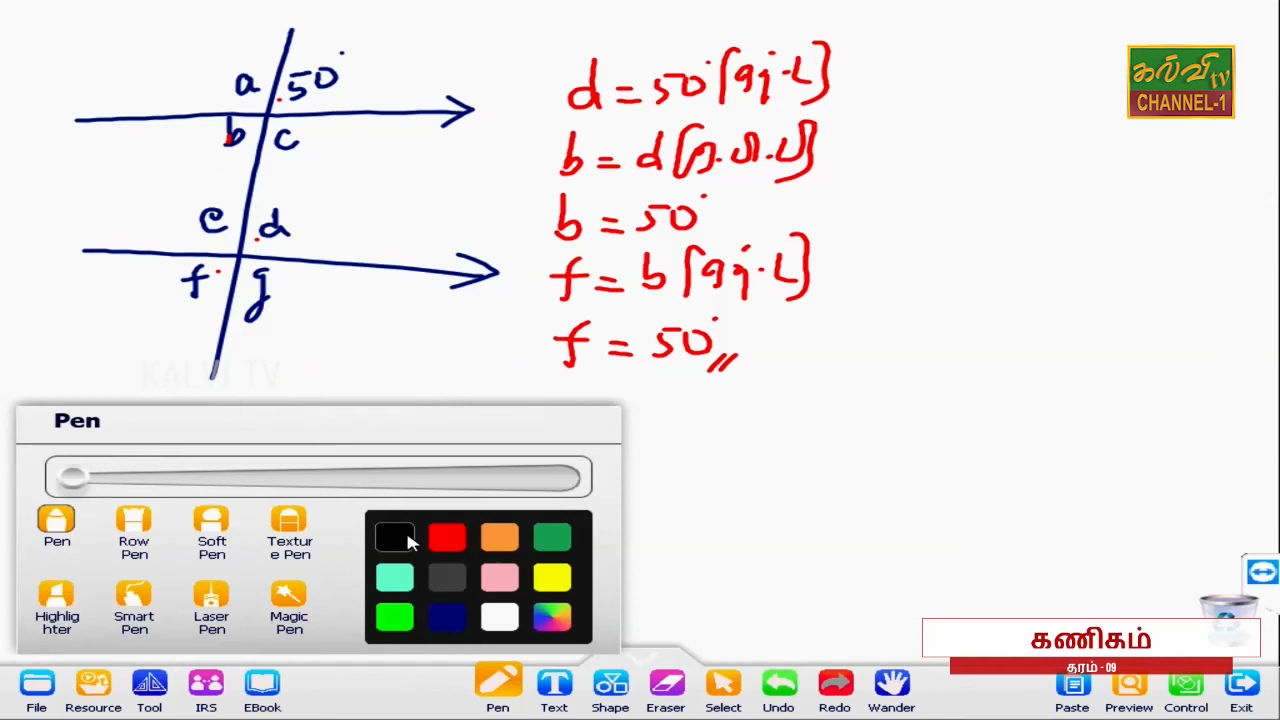 a 50°
b c
e d
f g
d = 50° [ஒ.கோ]
b = d [
b = 50°
f = b [
f = 50°
கல்வி tv
CHANNEL-1
KALVI TV
Pen
Pen
Row Pen
Soft Pen
Texture Pen
Highlighter
Smart Pen
Laser Pen
Magic Pen
கணிதம்
தரம் - 09
File Resource Tool IRS EBook Pen Text Shape Eraser Select Undo Redo Wander Paste Preview Control Exit